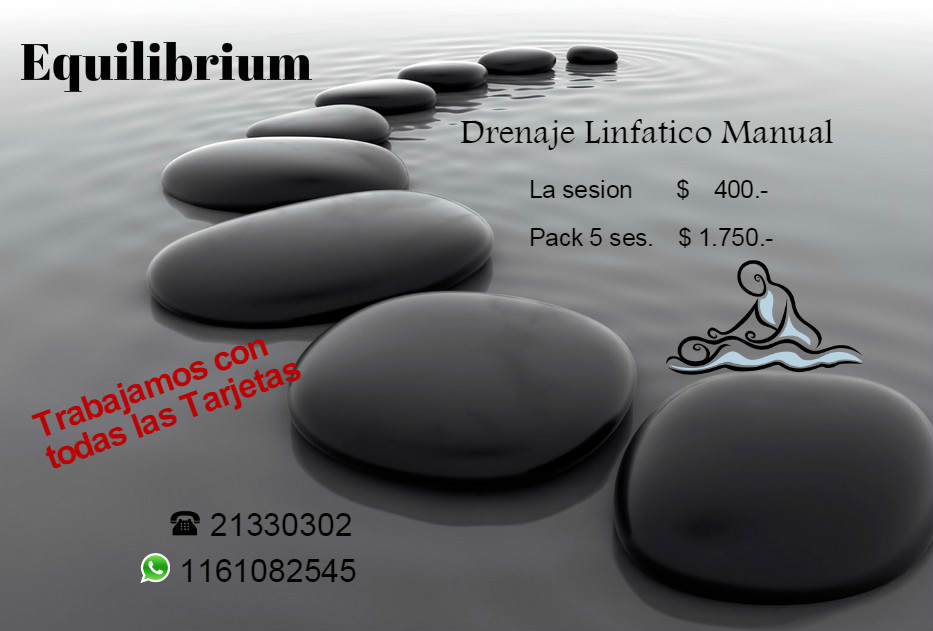 Equilibrium
Drenaje Linfatico Manual
La sesion $ 400.-
Pack 5 ses. $ 1.750.-
Trabajamos con
todas las Tarjetas
21330302
1161082545